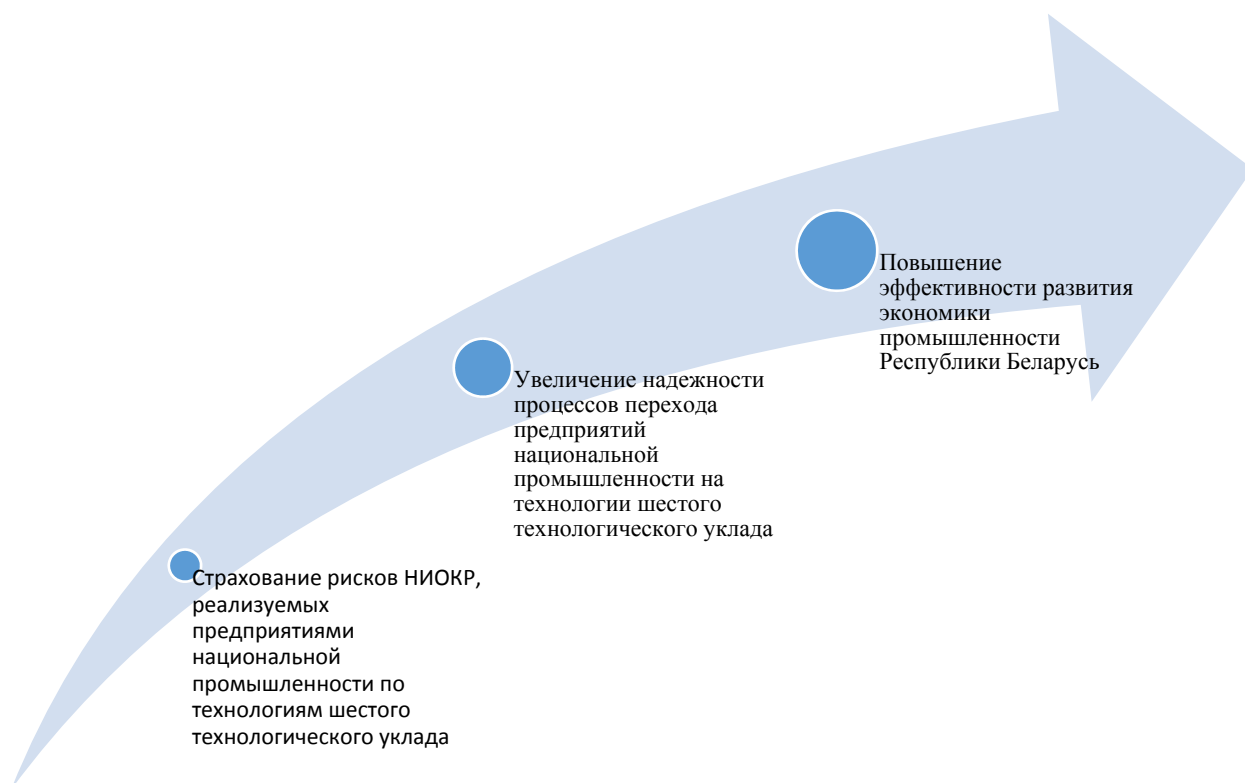 Повышение
эффективности развития
экономики
промышленности
Республики Беларусь
Увеличение надежности
процессов перехода
предприятий
национальной
промышленности на
технологии шестого
технологического уклада
Страхование рисков НИОКР,
реализуемых
предприятиями
национальной
промышленности по
технологиям шестого
технологического уклада